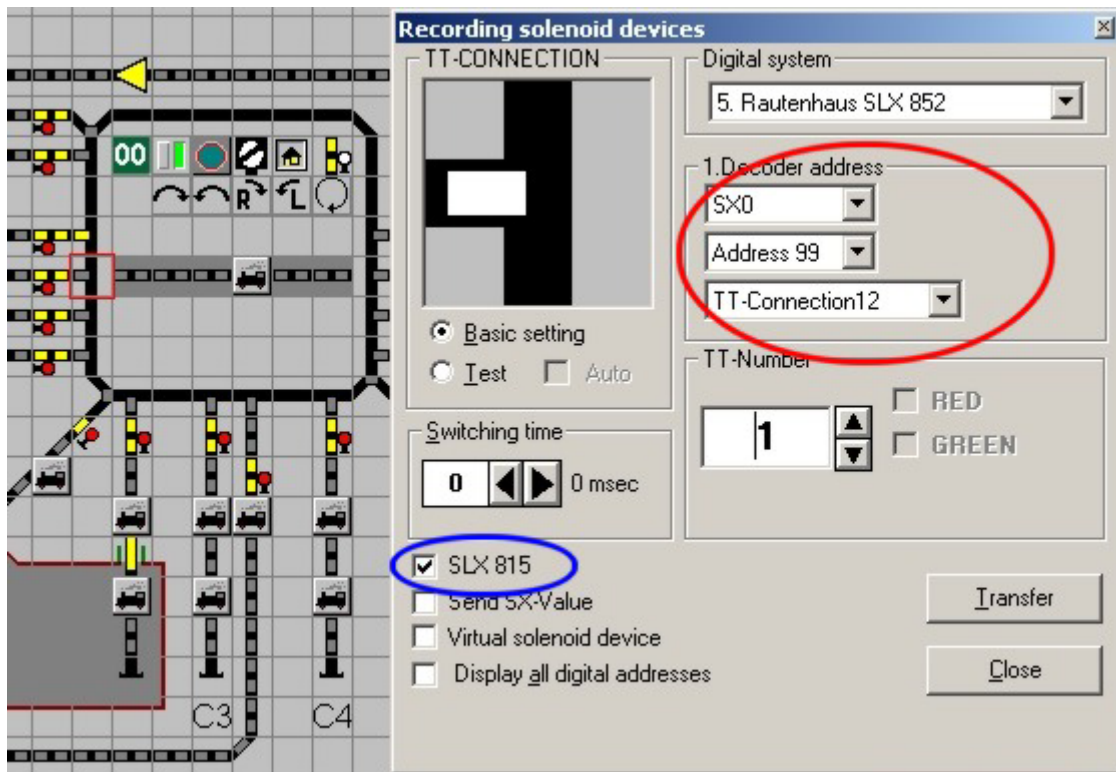 Recording solenoid devices
TT-CONNECTION
Basic setting
Test
Auto
Switching time
0
0 msec
SLX 815
Send SX-Value
Virtual solenoid device
Display all digital addresses
Digital system
5. Rautenhaus SLX 852
1.Decoder address
SX0
Address 99
TT-Connection12
TT-Number
1
RED
GREEN
Transfer
Close
00
R
L
C3
C4